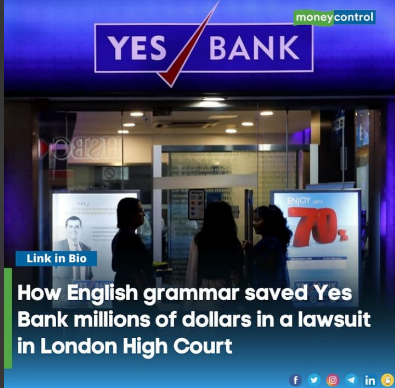 moneycontrol
YES BANK
ENJOY
70%
Link in Bio
How English grammar saved Yes
Bank millions of dollars in a lawsuit
in London High Court